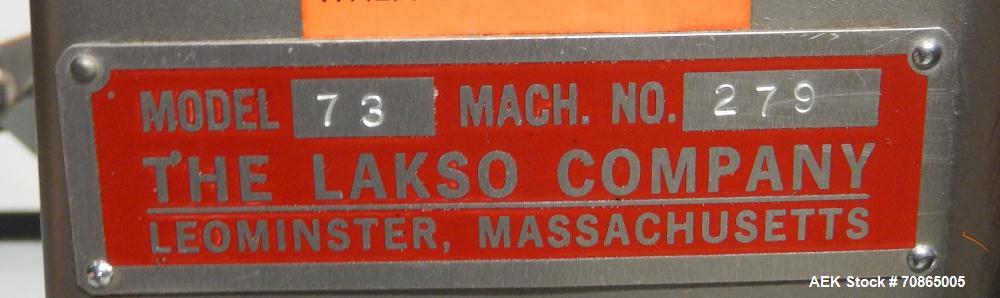 MODEL 73 MACH. NO. 279
THE LAKSO COMPANY
LEOMINSTER, MASSACHUSETTS
AEK Stock # 70865005